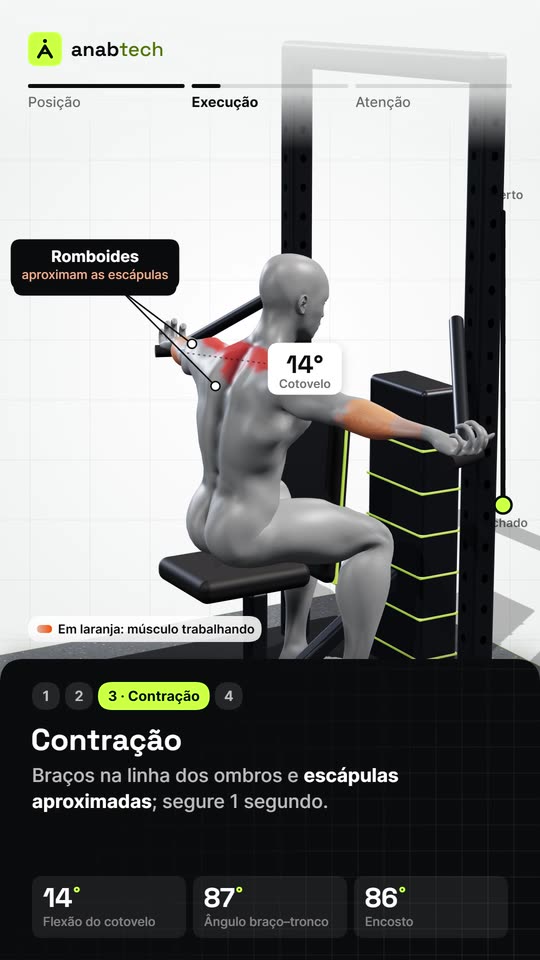 anabtech
Posição
Execução
Atenção
erto
Romboides
aproximam as escápulas
14°
Cotovelo
chado
Em laranja: músculo trabalhando
1
2
3 · Contração
4
Contração
Braços na linha dos ombros e escápulas
aproximadas; segure 1 segundo.
14°
Flexão do cotovelo
87°
Ângulo braço–tronco
86°
Encosto